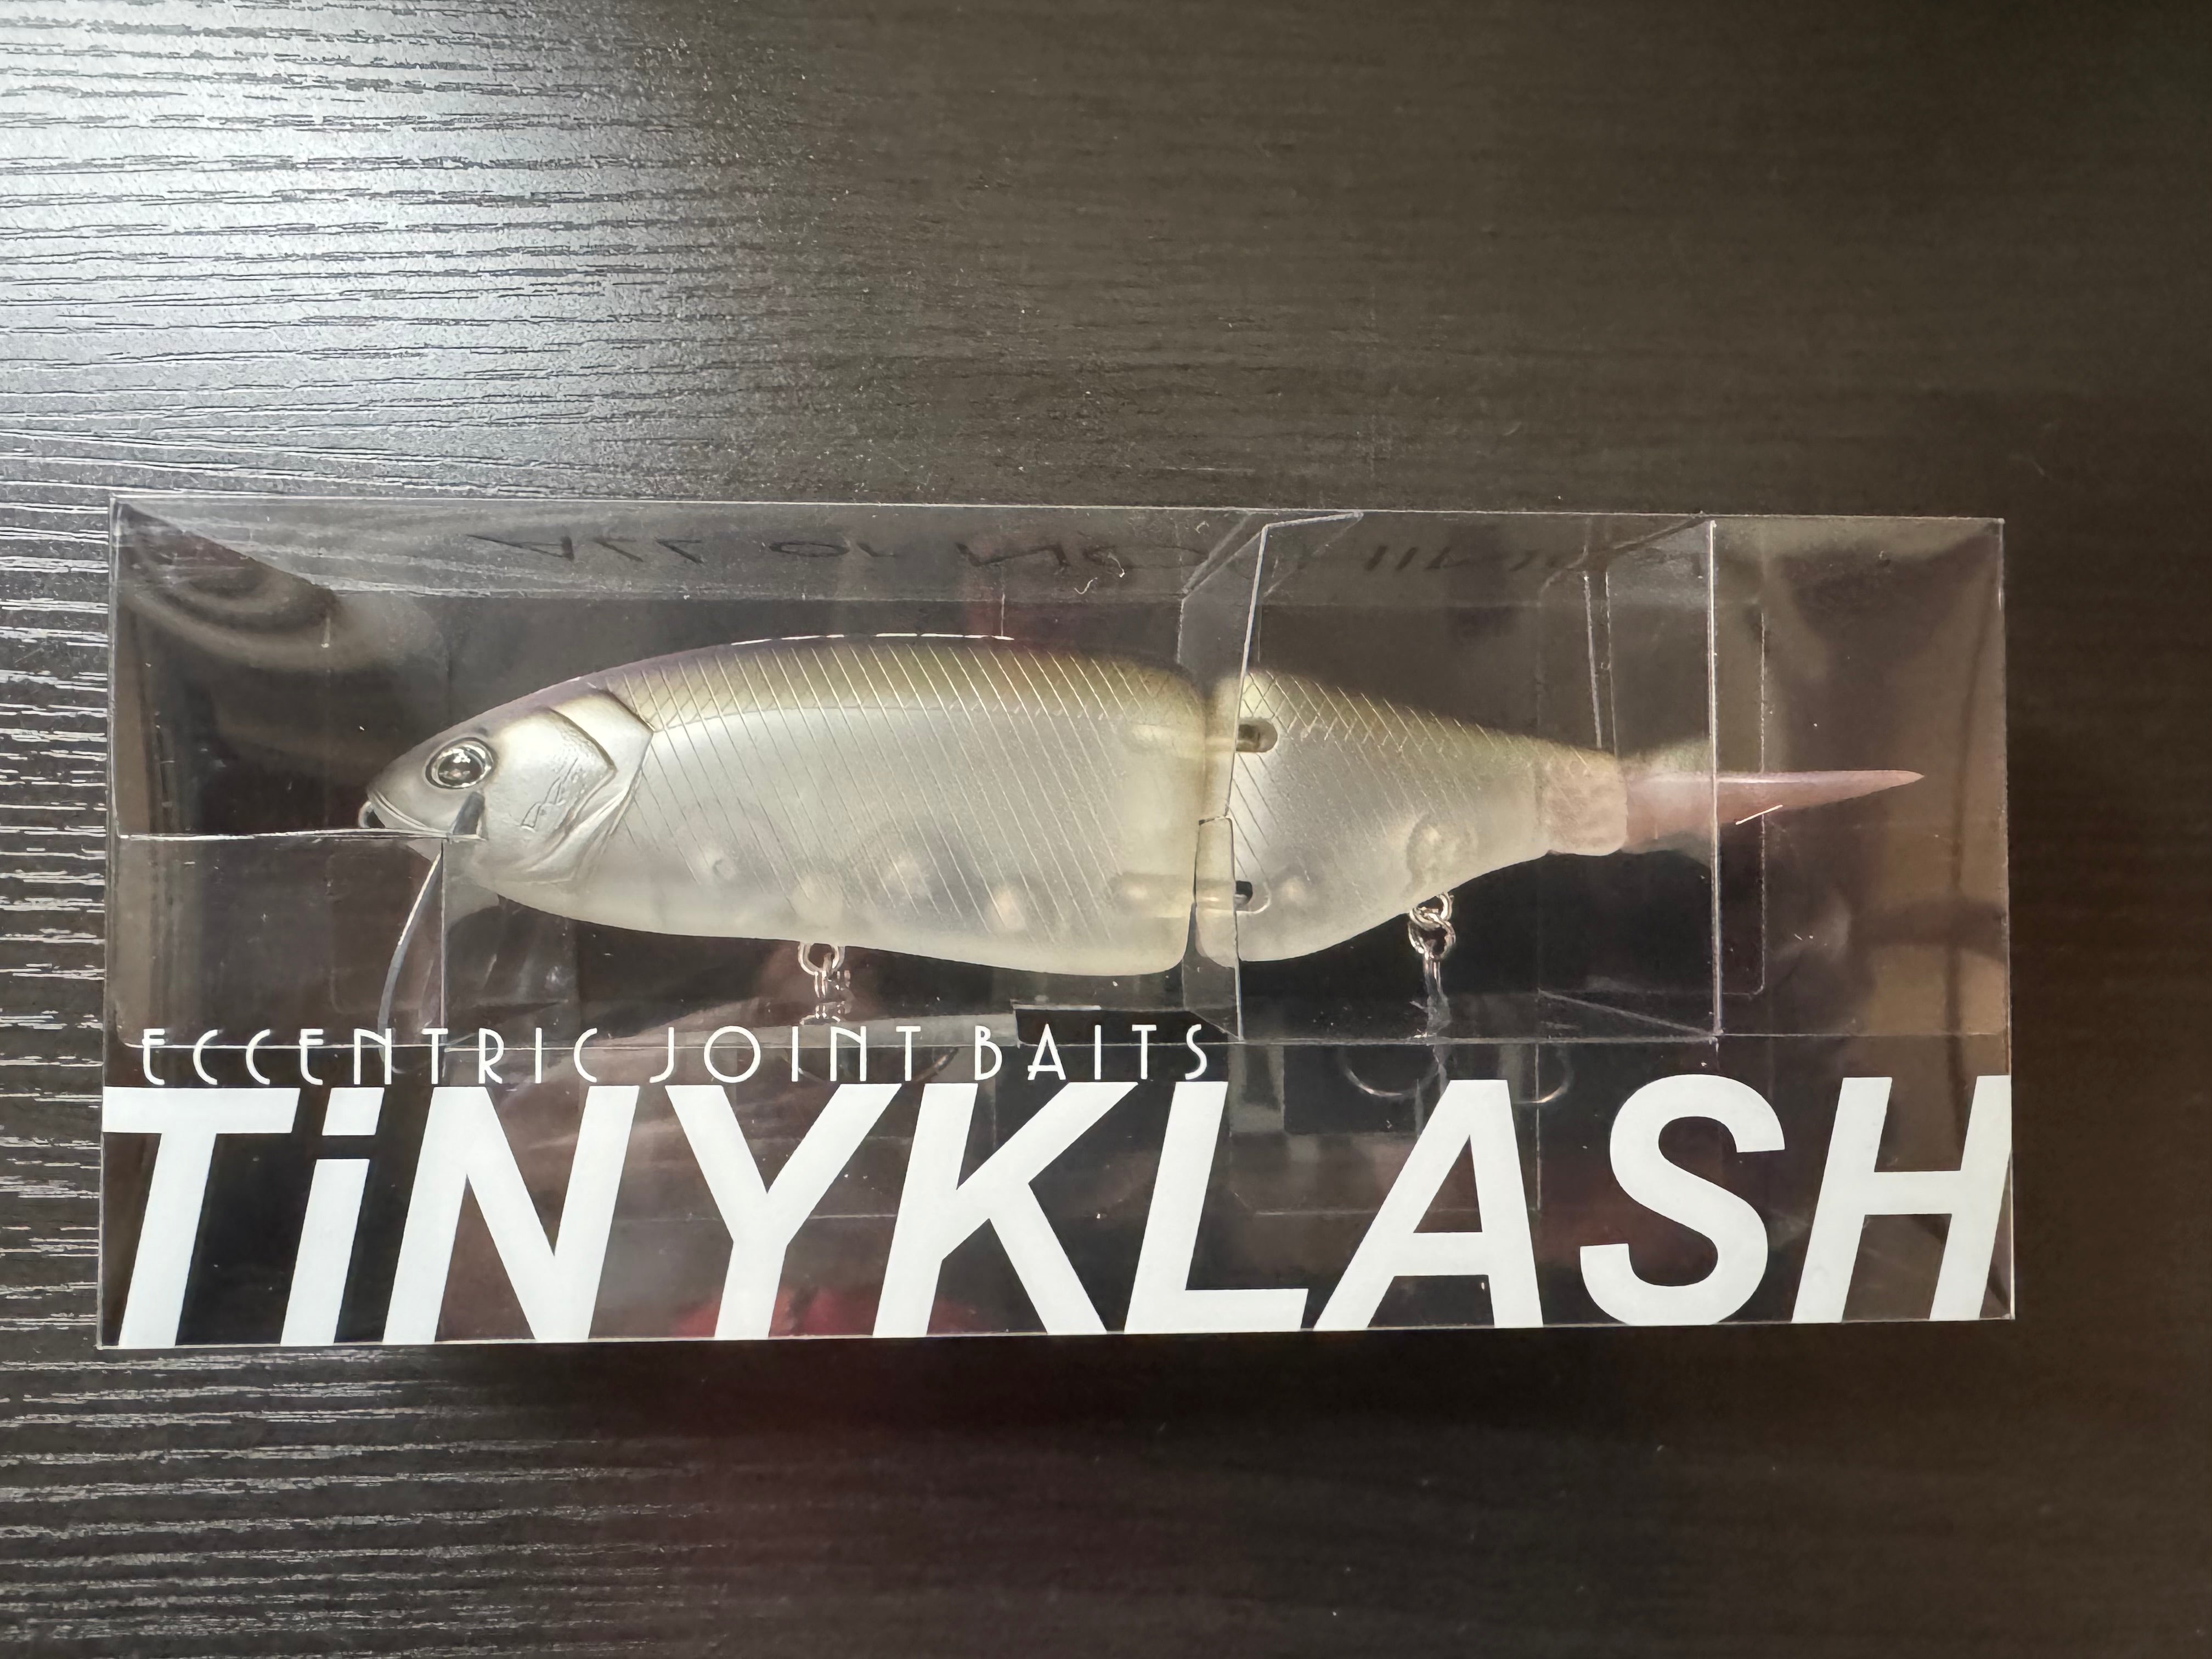 ECCENTRIC JOINT BAITS
TiNYKLASH